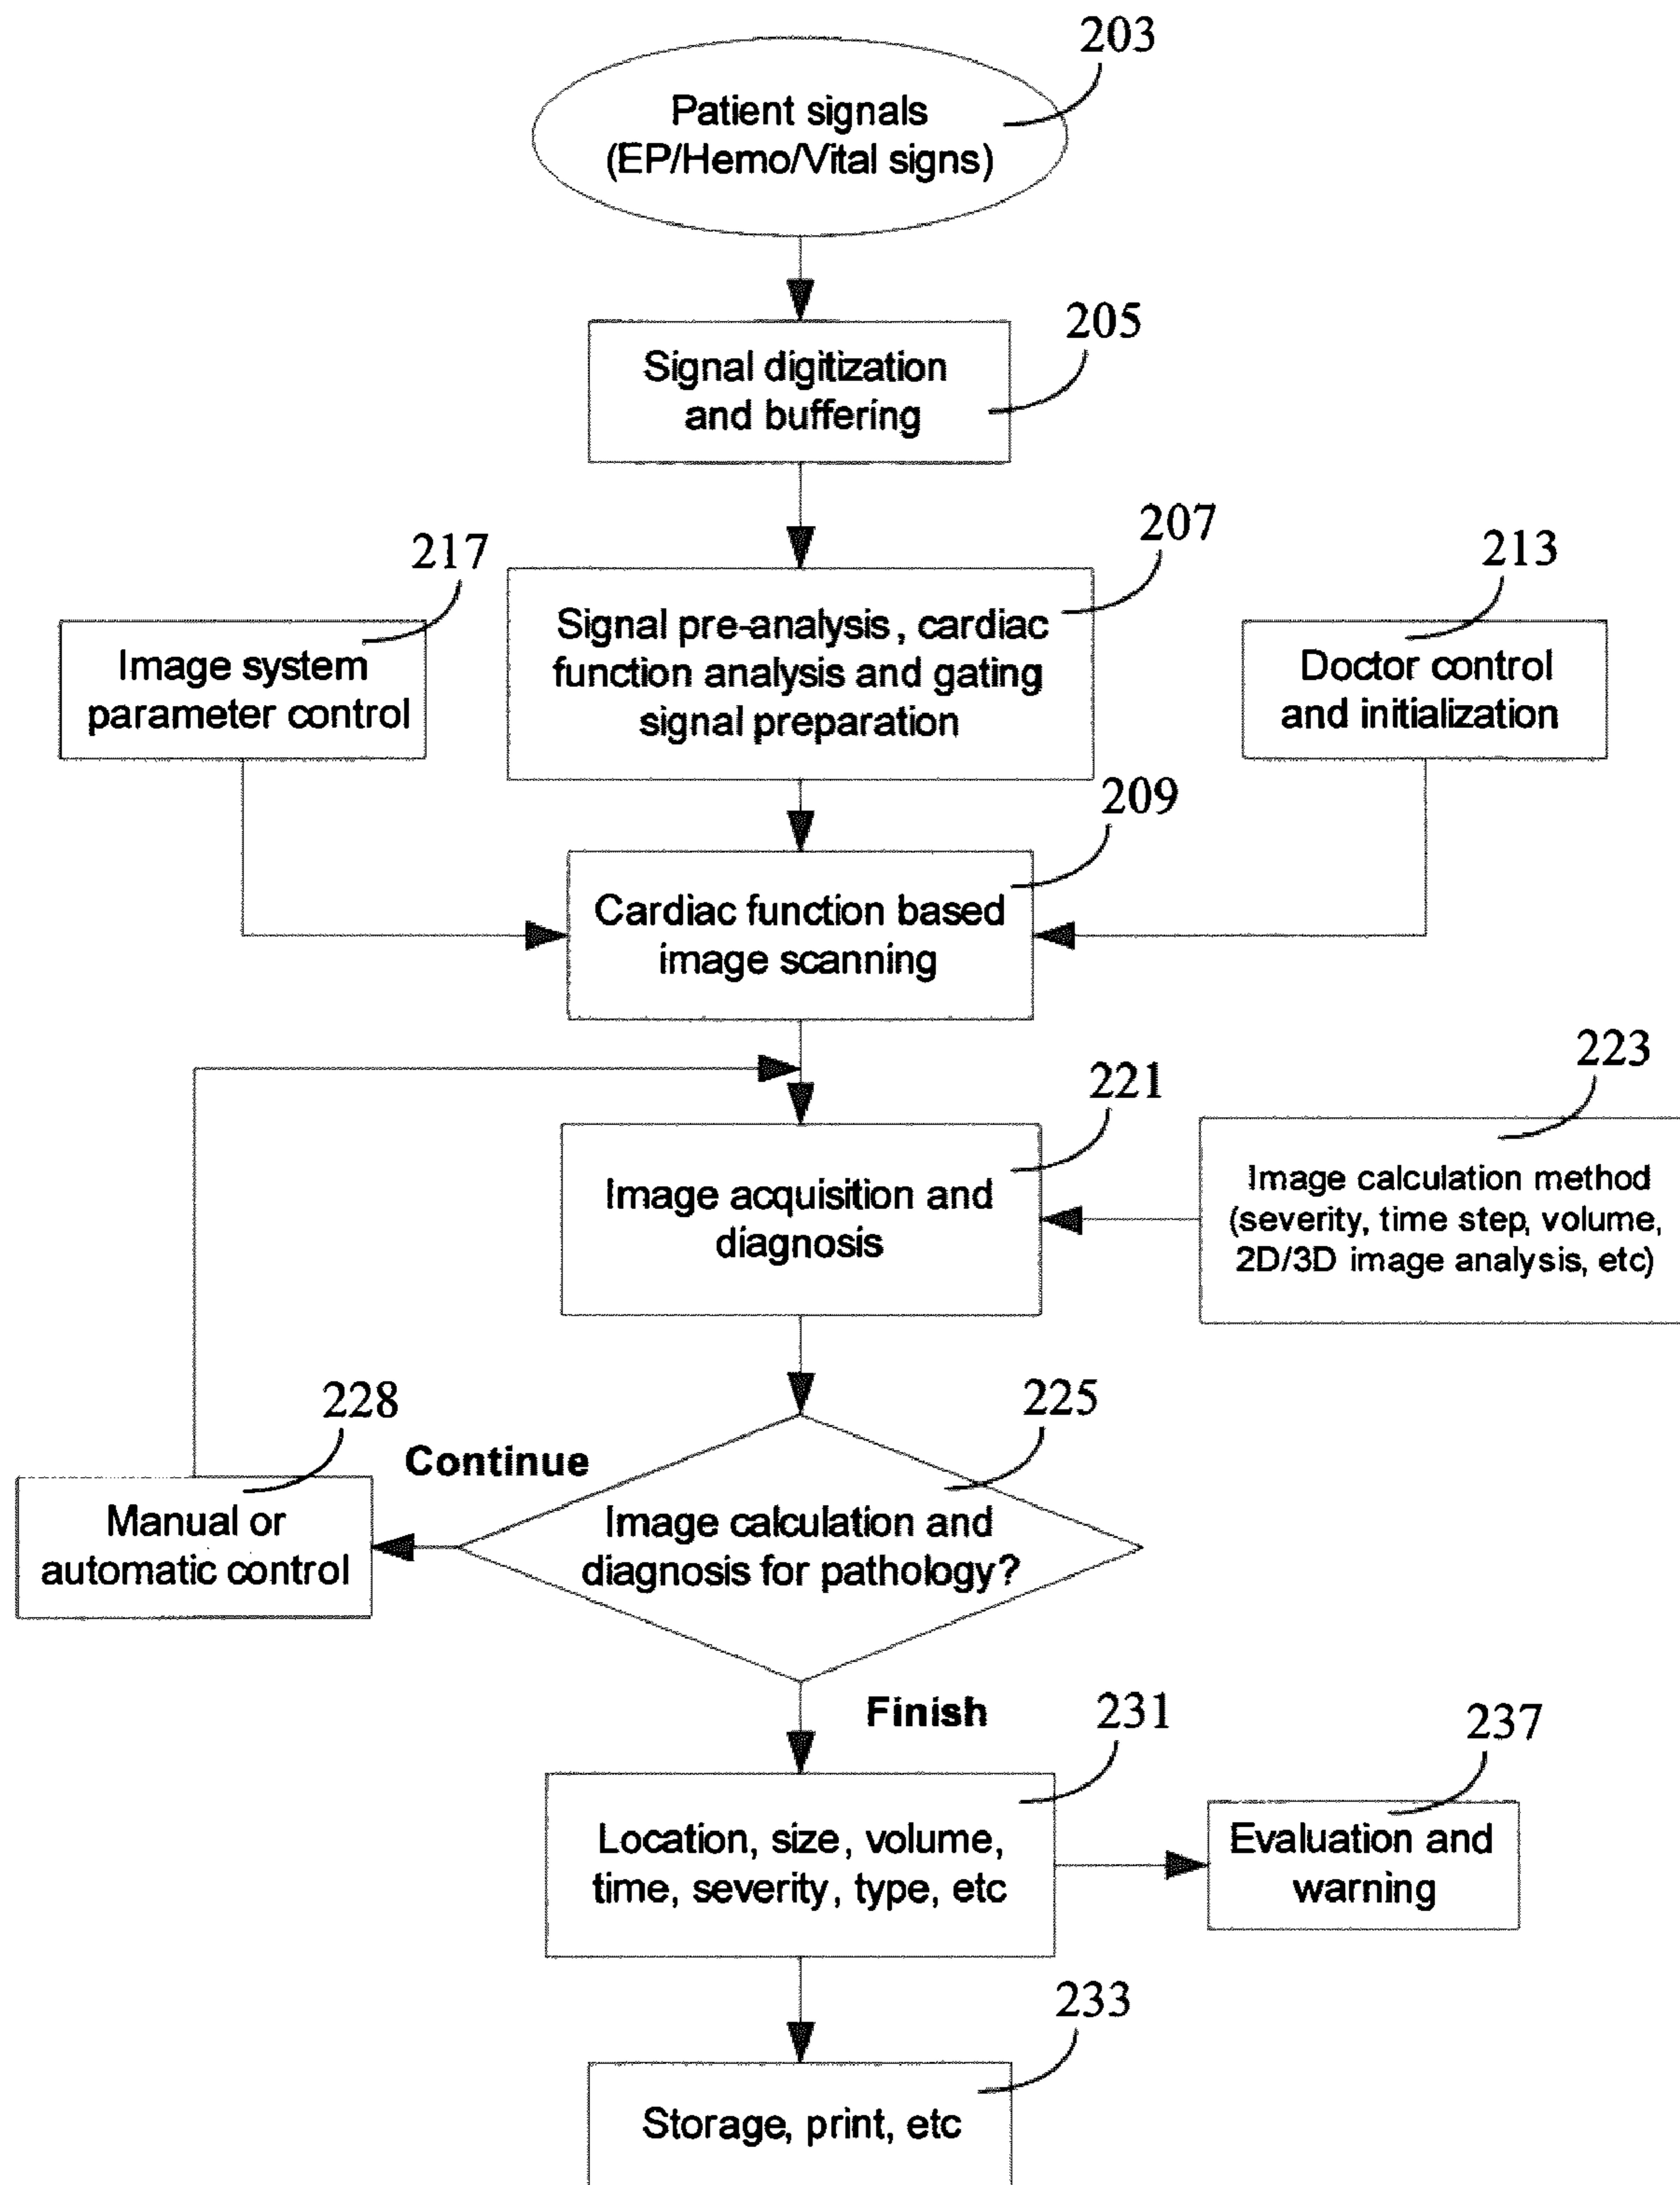 203
Patient signals
(EP/Hemo/Vital signs)
205
Signal digitization
and buffering
207
Signal pre-analysis, cardiac
function analysis and gating
signal preparation
217
Image system
parameter control
213
Doctor control
and initialization
209
Cardiac function based
image scanning
221
Image acquisition and
diagnosis
223
Image calculation method
(severity, time step, volume,
2D/3D image analysis, etc)
225
Image calculation and
diagnosis for pathology?
Continue
228
Manual or
automatic control
Finish
231
Location, size, volume,
time, severity, type, etc
237
Evaluation and
warning
233
Storage, print, etc